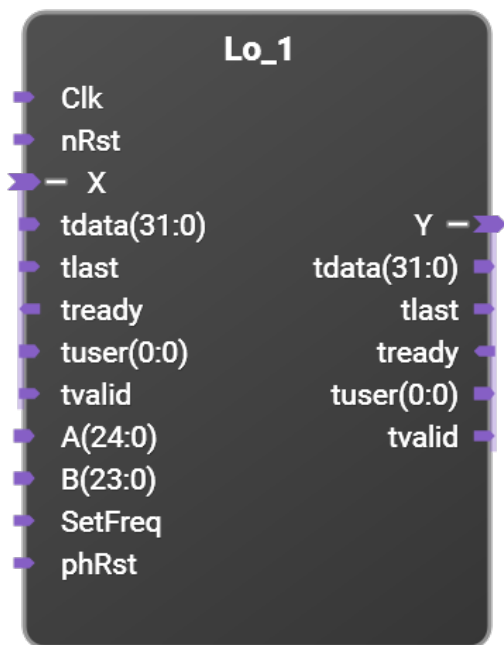 Lo_1
Clk
nRst
X
tdata(31:0)
tlast
tready
tuser(0:0)
tvalid
A(24:0)
B(23:0)
SetFreq
phRst
Y
tdata(31:0)
tlast
tready
tuser(0:0)
tvalid